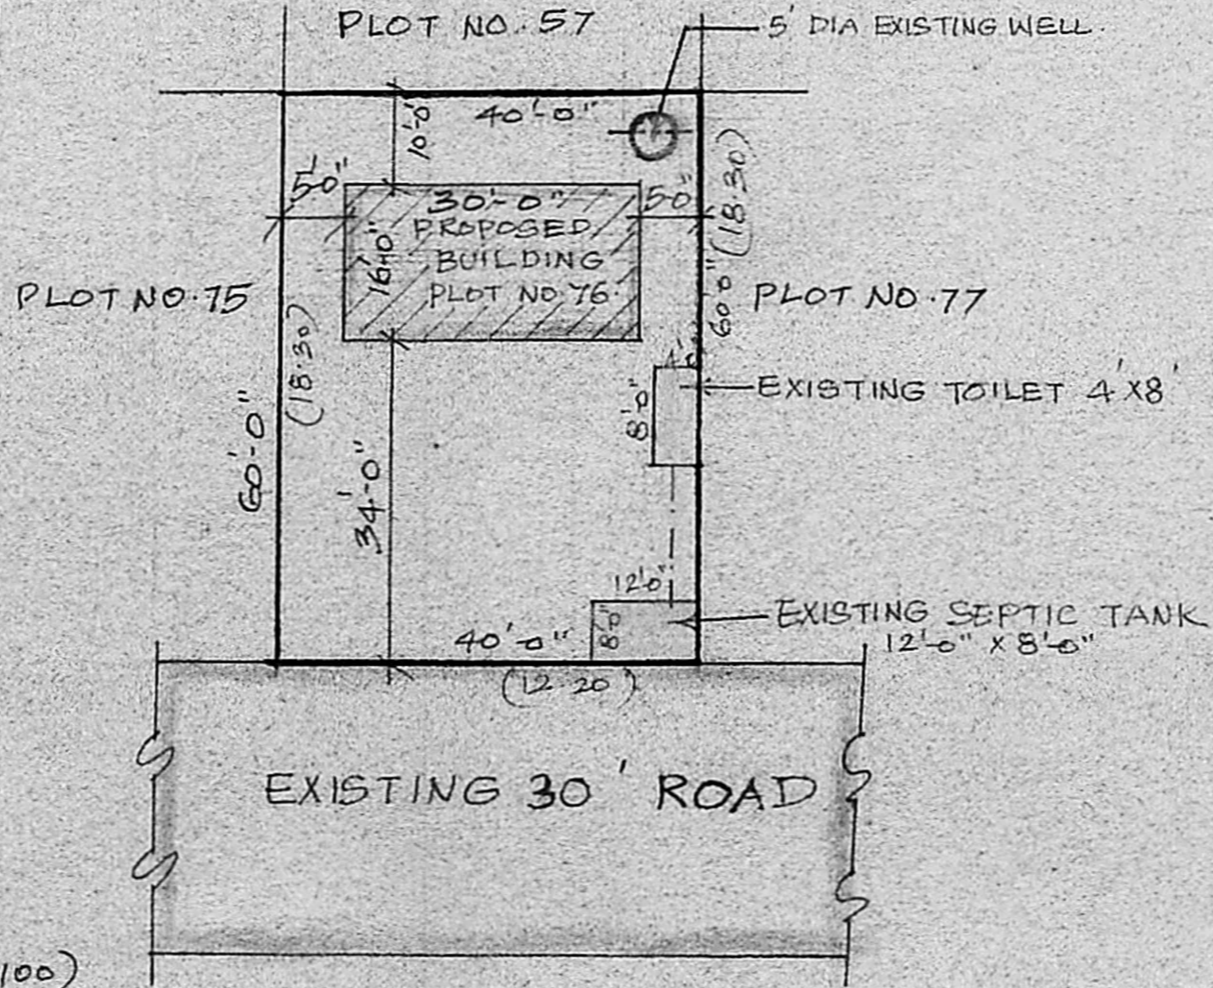 PLOT NO. 57
5' DIA EXISTING WELL.
40'-0"
10'-0"
5'-0"
30'-0"
5-0"
(18.30)
PROPOSED
BUILDING
PLOT NO. 76.
16'-0"
PLOT NO. 75
60'0"
PLOT NO. 77
(18.30)
8'-0"
EXISTING TOILET 4'X8'
60'-0"
34'-0"
12'0"
8'-0"
EXISTING SEPTIC TANK
12'-0" X 8'-0"
40'-0"
(12.20)
EXISTING 30' ROAD
100)